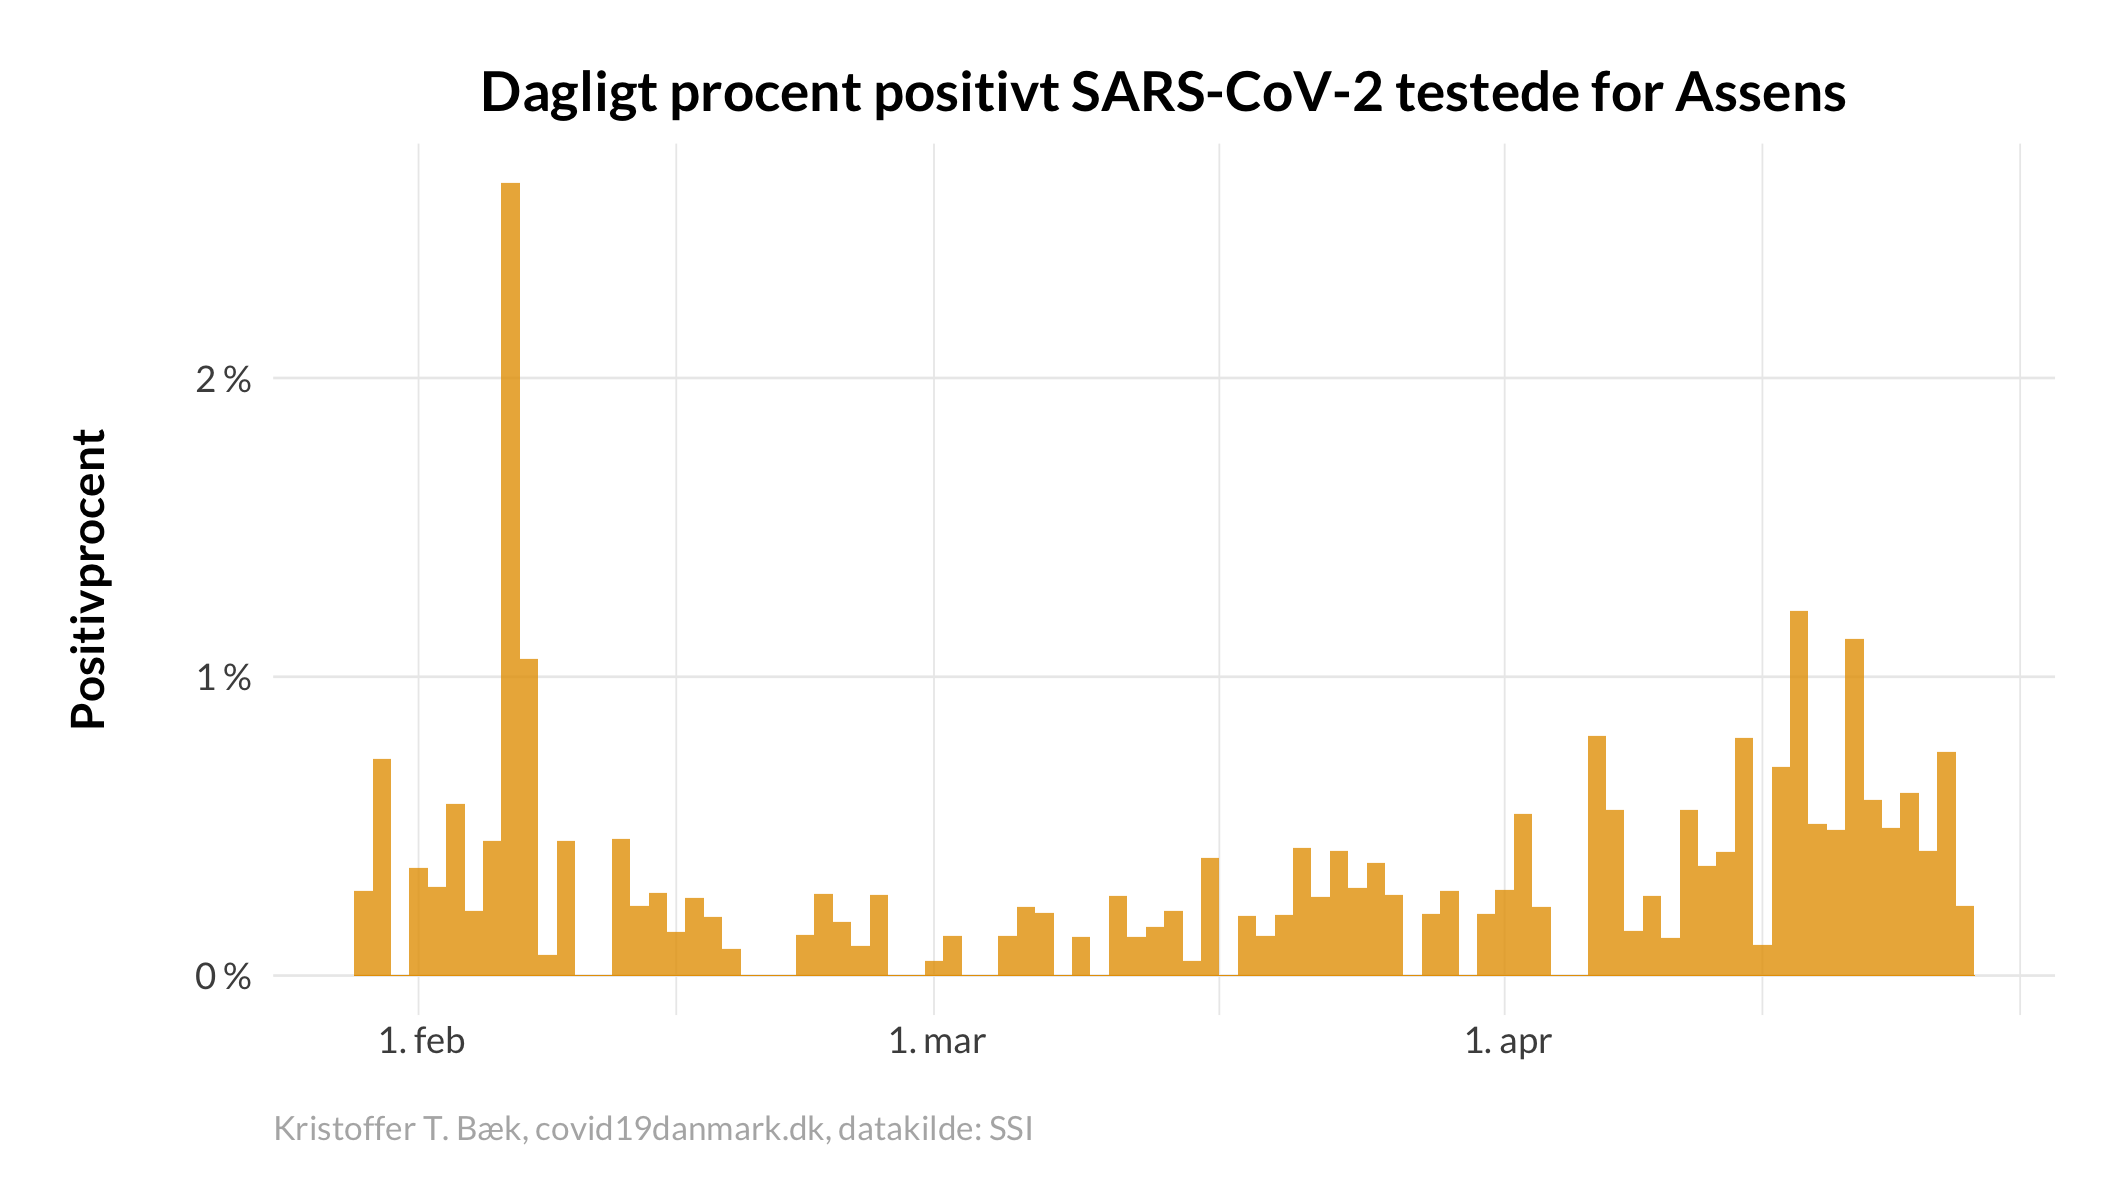 Dagligt procent positivt SARS-CoV-2 testede for Assens
Positivprocent
2 %
1 %
0 %
1. feb
1. mar
1. apr
Kristoffer T. Bæk, covid19danmark.dk, datakilde: SSI